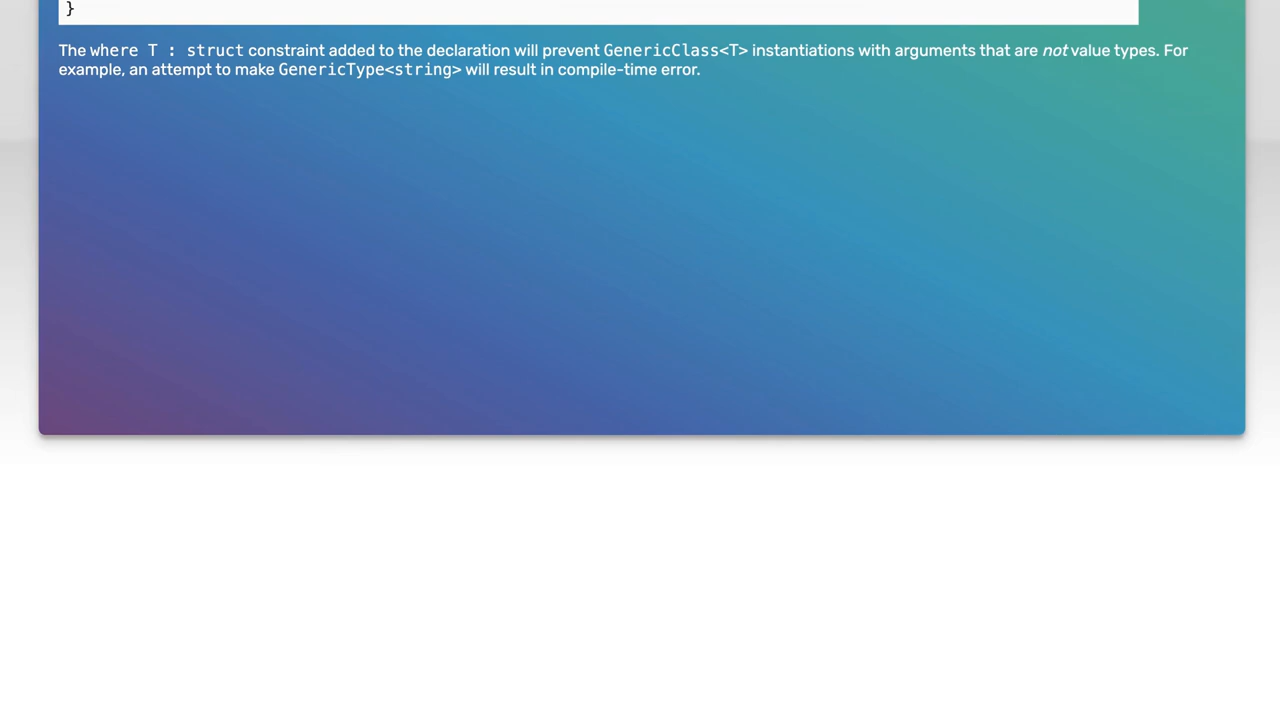 }
The where T : struct constraint added to the declaration will prevent GenericClass<T> instantiations with arguments that are not value types. For
example, an attempt to make GenericType<string> will result in compile-time error.